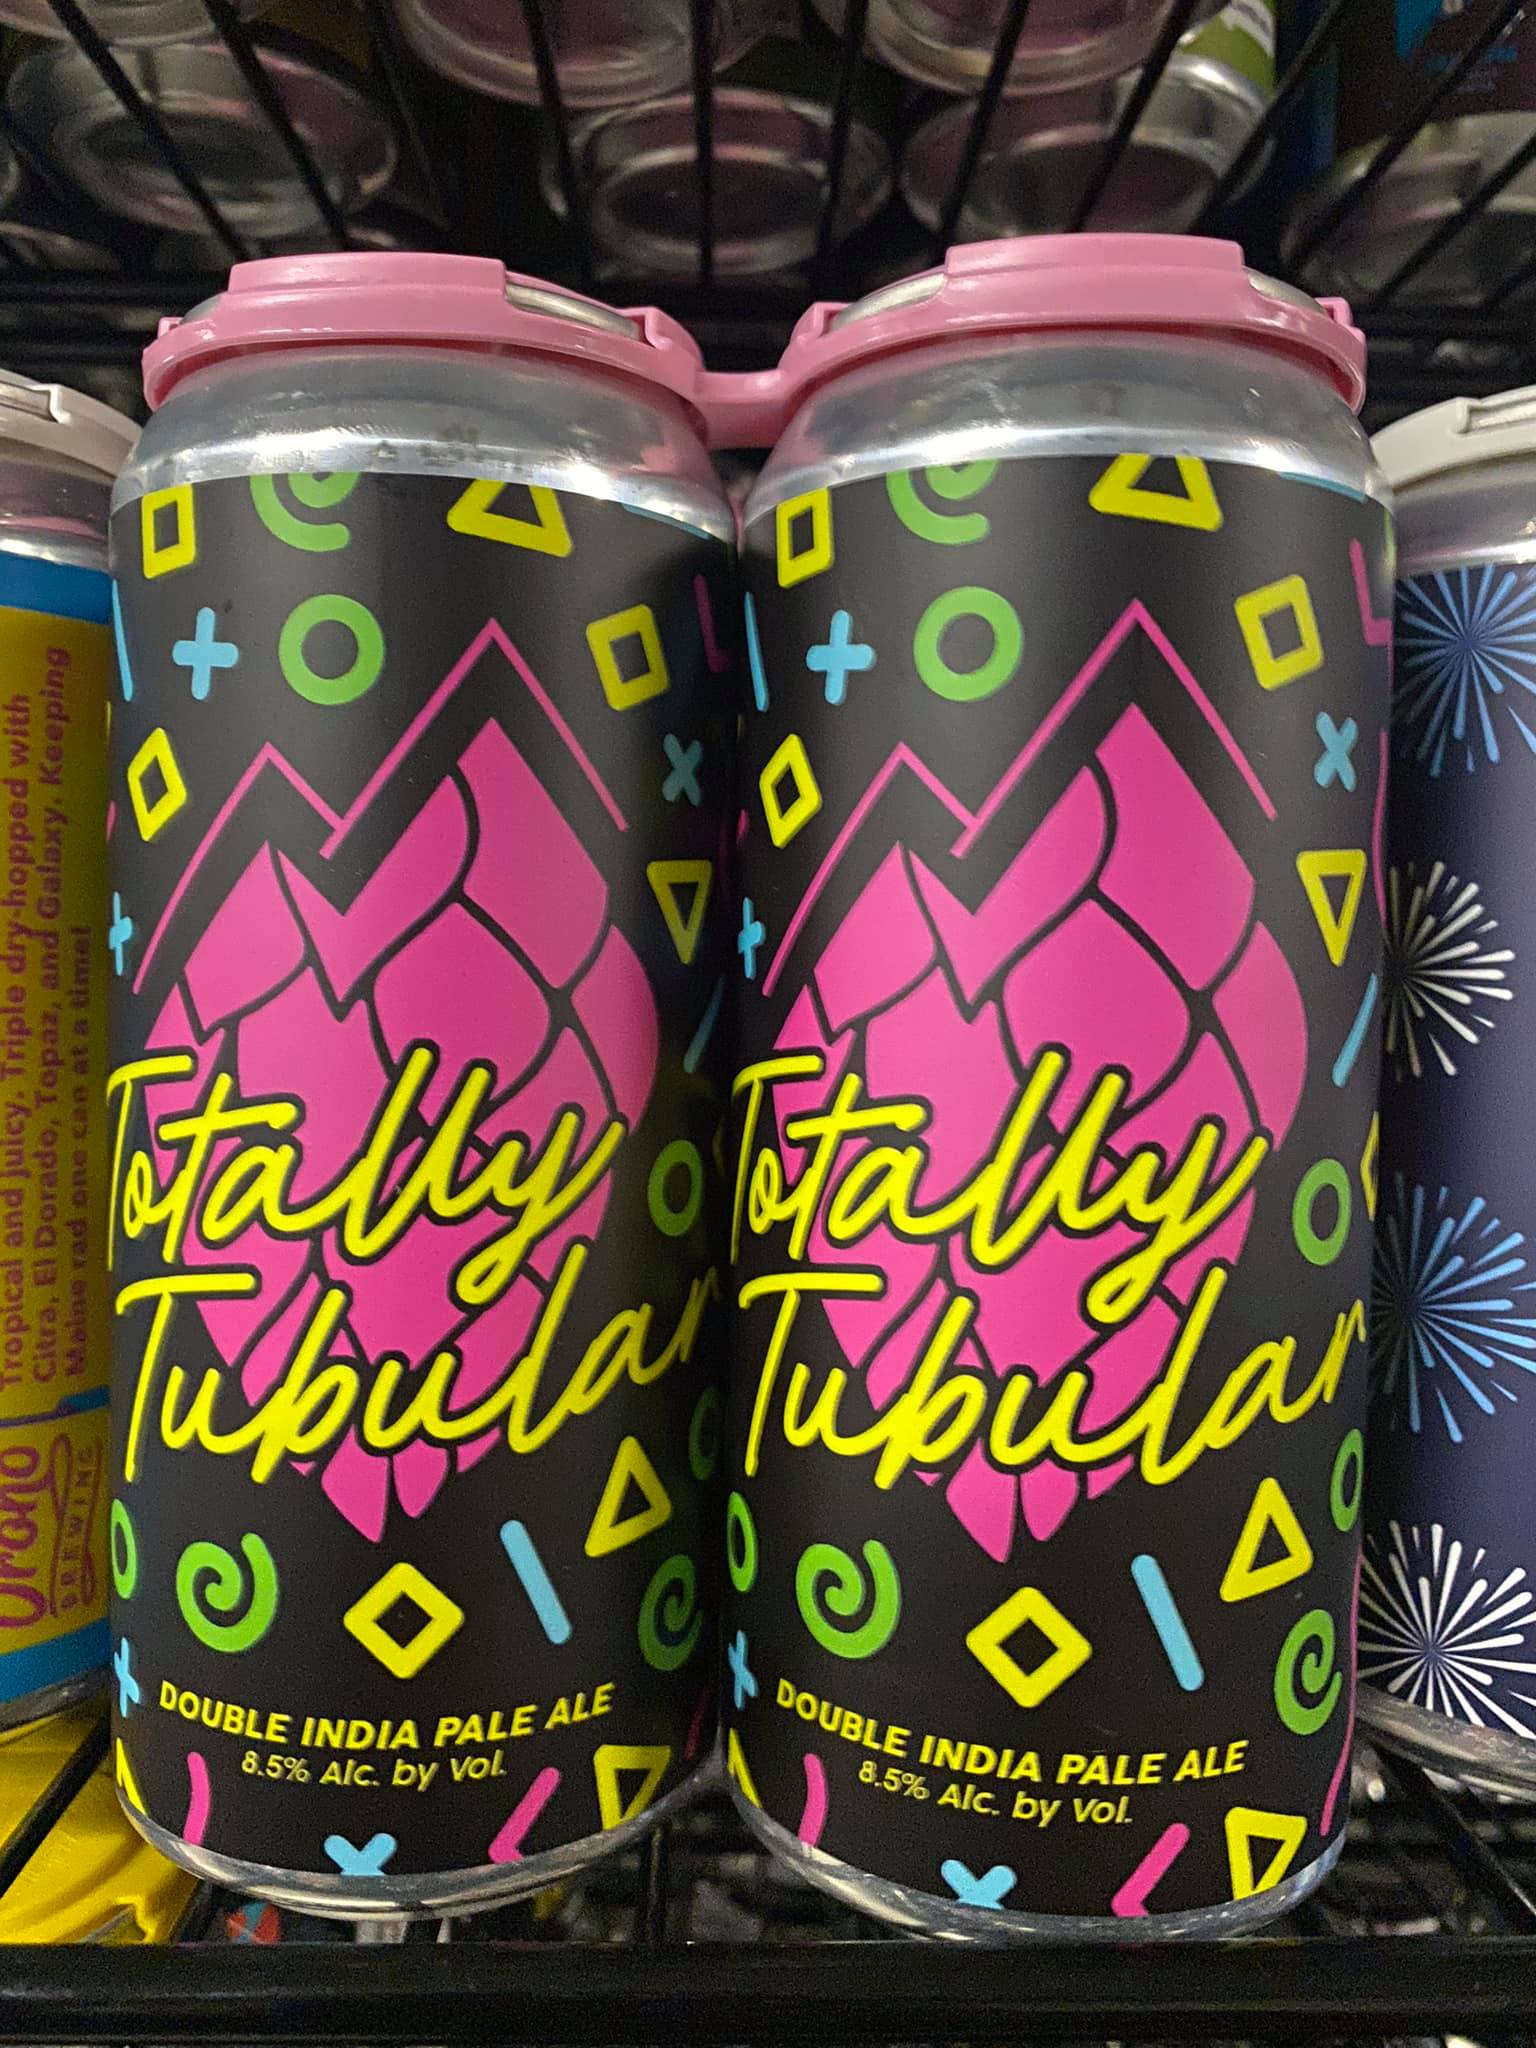 Tropical and juicy. Triple dry-hopped with
Citra, El Dorado, Topaz, and Galaxy. Keeping
Maine rad one can at a time!
Orono
BREWING
Totally
Tubular
DOUBLE INDIA PALE ALE
8.5% Alc. by Vol.
Totally
Tubular
DOUBLE INDIA PALE ALE
8.5% Alc. by Vol.